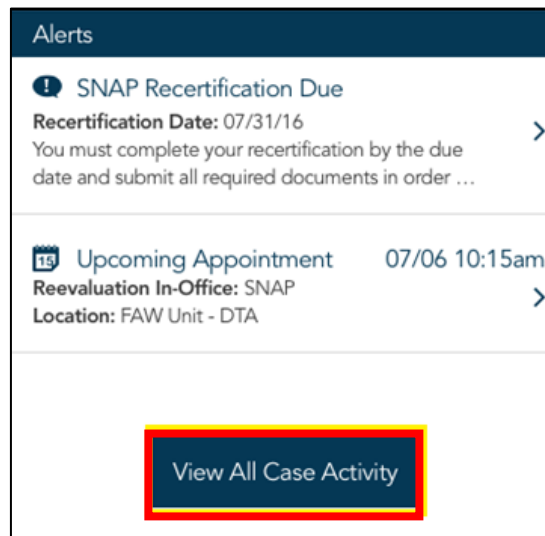 Alerts
SNAP Recertification Due
Recertification Date: 07/31/16
You must complete your recertification by the due
date and submit all required documents in order ...
15
Upcoming Appointment 07/06 10:15am
Reevaluation In-Office: SNAP
Location: FAW Unit - DTA
View All Case Activity